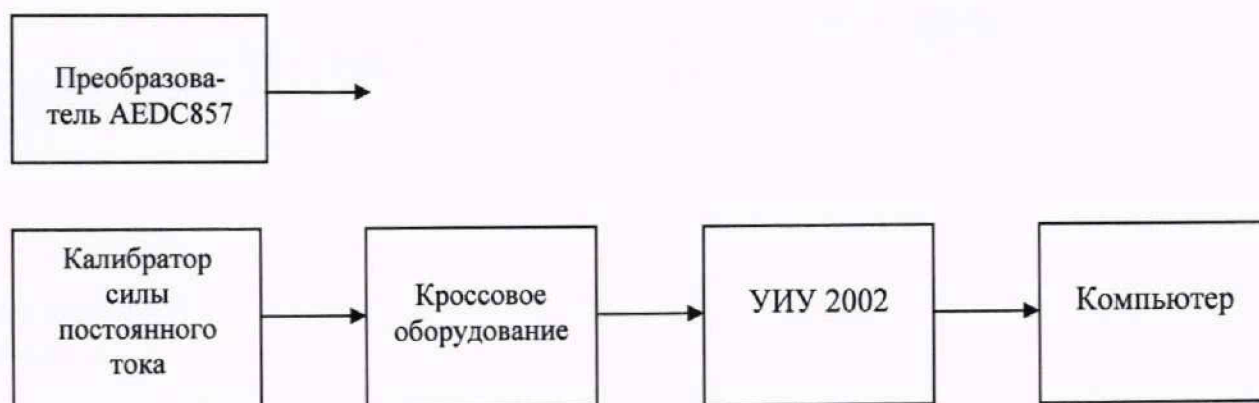 Преобразова-
тель AEDC857
Калибратор
силы
постоянного
тока
Кроссовое
оборудование
УИУ 2002
Компьютер